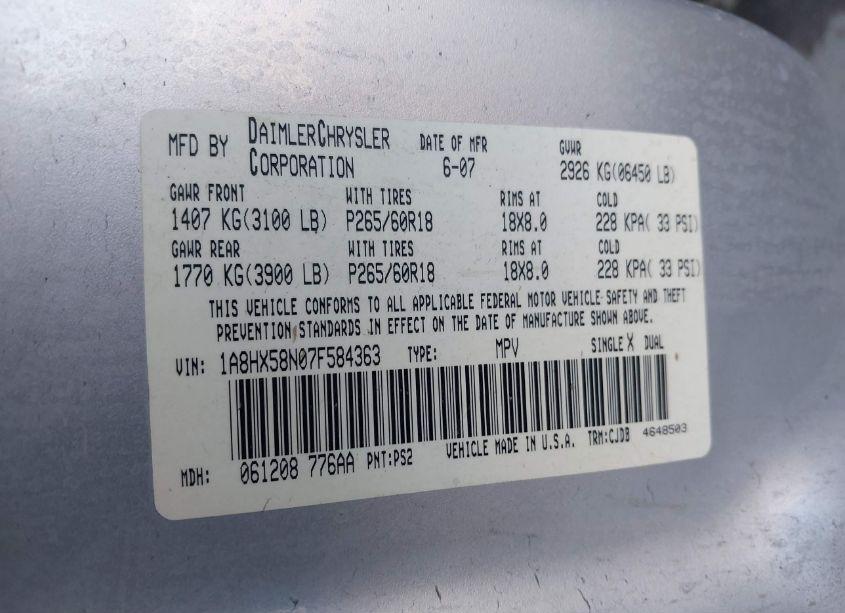 MFD BY DAIMLERCHRYSLER CORPORATION DATE OF MFR 6-07 GVWR 2926 KG(06450 LB)
GAWR FRONT WITH TIRES RIMS AT COLD
1407 KG(3100 LB) P265/60R18 18X8.0 228 KPA( 33 PSI)
GAWR REAR WITH TIRES RIMS AT COLD
1770 KG(3900 LB) P265/60R18 18X8.0 228 KPA( 33 PSI)
THIS VEHICLE CONFORMS TO ALL APPLICABLE FEDERAL MOTOR VEHICLE SAFETY AND THEFT
PREVENTION STANDARDS IN EFFECT ON THE DATE OF MANUFACTURE SHOWN ABOVE.
VIN: 1A8HX58N07F584363 TYPE: MPV SINGLE X DUAL
MDH: 061208 776AA PNT:PS2 VEHICLE MADE IN U.S.A. TRM:CJDB 4648503